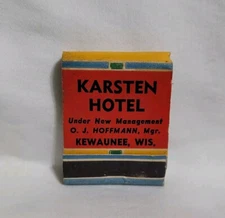 KARSTEN
HOTEL
Under New Management
O. J. HOFFMANN, Mgr.
KEWAUNEE, WIS.